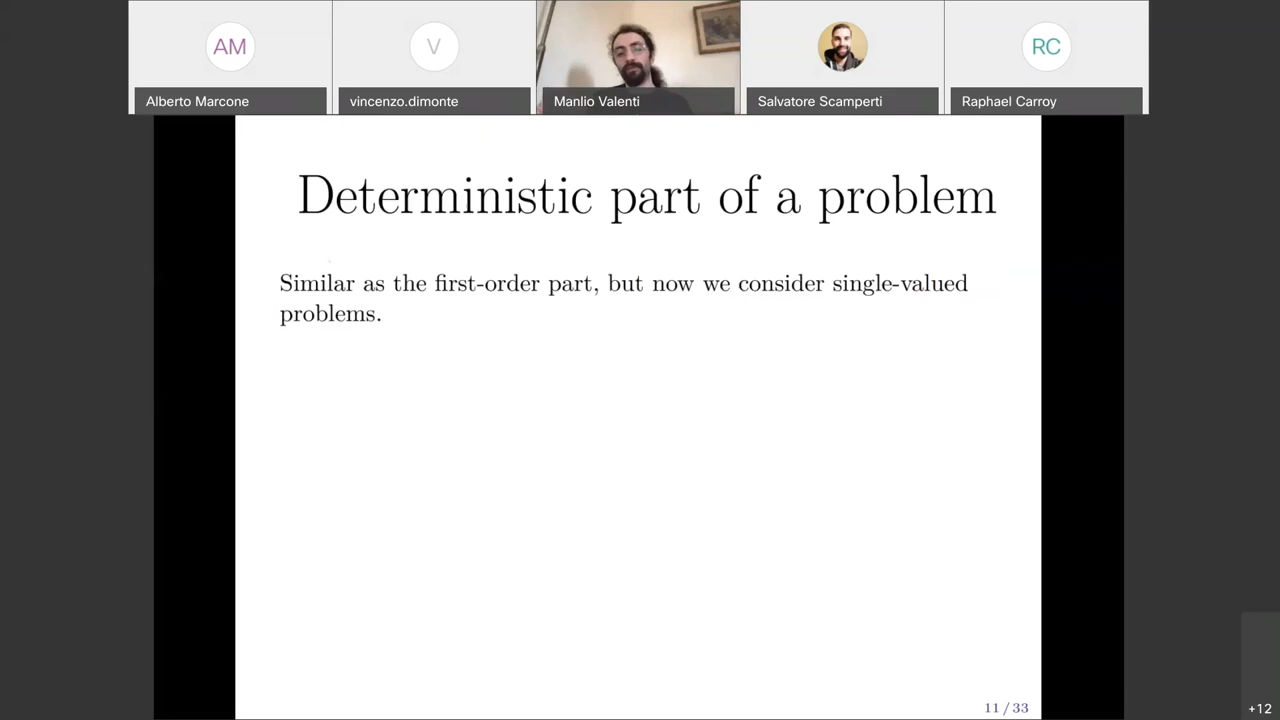 AM
V
RC
Alberto Marcone
vincenzo.dimonte
Manlio Valenti
Salvatore Scamperti
Raphael Carroy
Deterministic part of a problem
Similar as the first-order part, but now we consider single-valued
problems.
11 / 33
+12